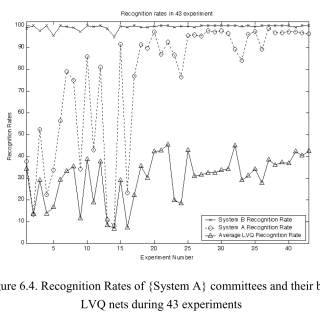 Recognition rates in 43 experiment
100
90
80
70
60
50
40
30
20
10
0
Recognition Rates
5 10 15 20 25 30 35 40
Experiment Number
System B Recognition Rate
System A Recognition Rate
Average LVQ Recognition Rate
gure 6.4. Recognition Rates of {System A} committees and their b
LVQ nets during 43 experiments